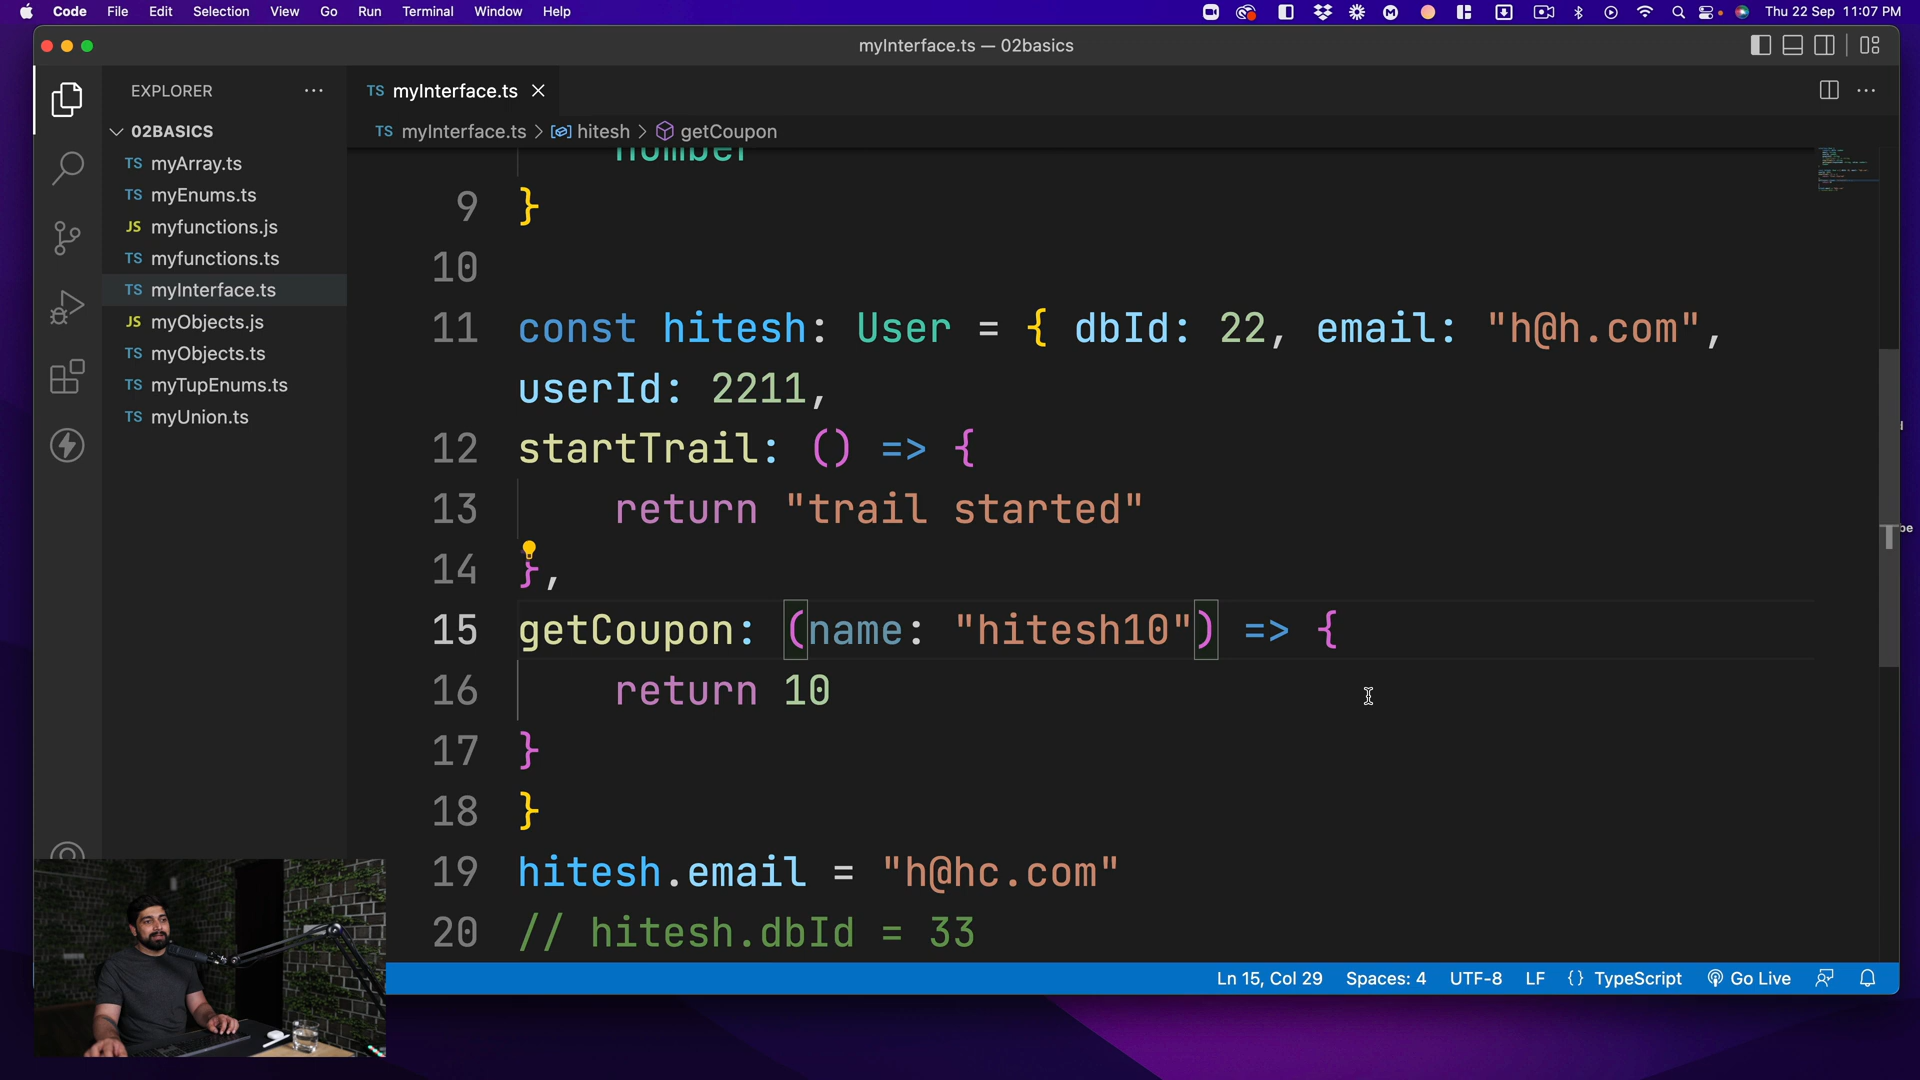 Code File Edit Selection View Go Run Terminal Window Help Thu 22 Sep 11:07 PM
myInterface.ts — 02basics
EXPLORER
TS myInterface.ts
02BASICS
TS myInterface.ts > hitesh > getCoupon
TS myArray.ts
TS myEnums.ts
JS myfunctions.js
TS myfunctions.ts
TS myInterface.ts
JS myObjects.js
TS myObjects.ts
TS myTupEnums.ts
TS myUnion.ts
number
9 }
10
11 const hitesh: User = { dbId: 22, email: "h@h.com",
userId: 2211,
12 startTrail: () => {
13 return "trail started"
14 },
15 getCoupon: (name: "hitesh10") => {
16 return 10
17 }
18 }
19 hitesh.email = "h@hc.com"
20 // hitesh.dbId = 33
Ln 15, Col 29 Spaces: 4 UTF-8 LF {} TypeScript Go Live